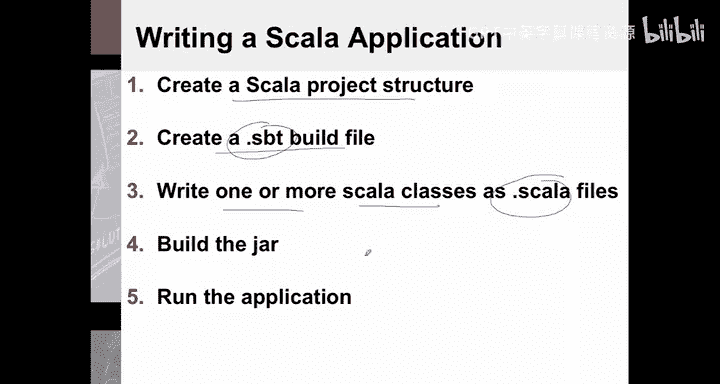 Writing a Scala Application
bilibili
1. Create a Scala project structure
2. Create a .sbt build file
3. Write one or more scala classes as .scala files
4. Build the jar
5. Run the application